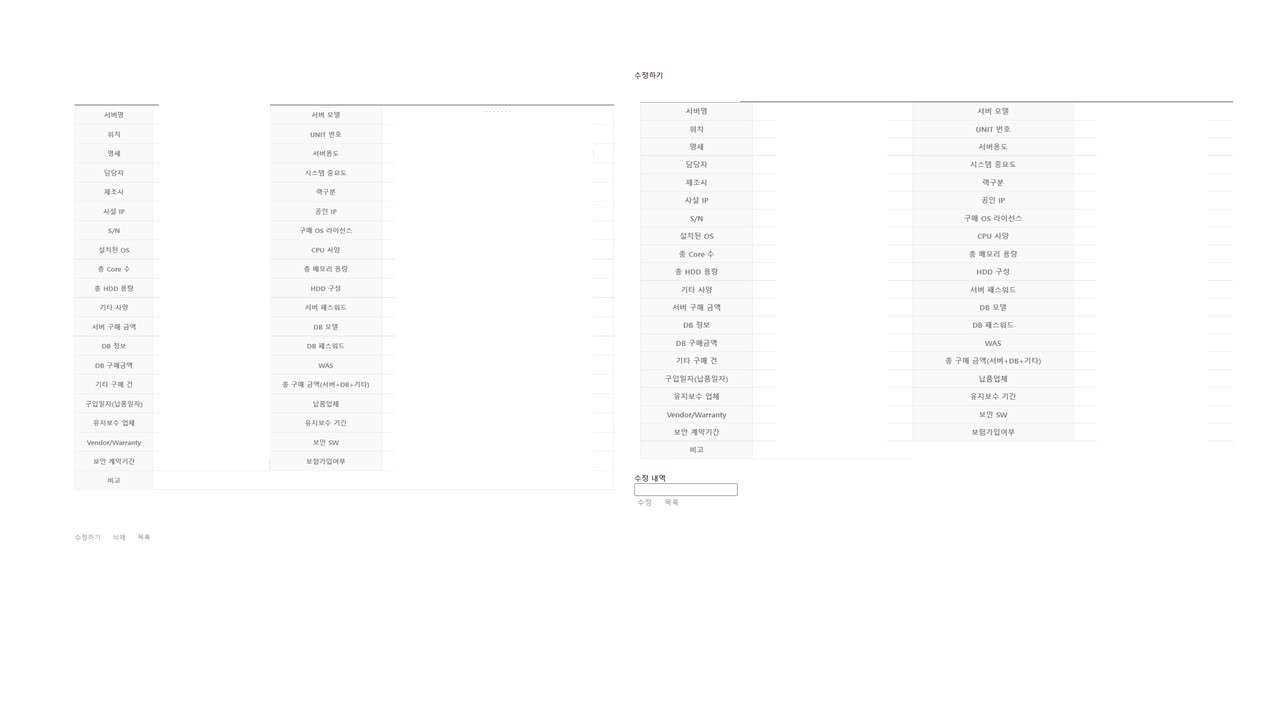 서버명 서버 모델
위치 UNIT 번호
명세 서버용도
담당자 시스템 중요도
제조사 랙구분
사설 IP 공인 IP
S/N 구매 OS 라이선스
설치된 OS CPU 사양
총 Core 수 총 메모리 용량
총 HDD 용량 HDD 구성
기타 사양 서버 패스워드
서버 구매 금액 DB 모델
DB 정보 DB 패스워드
DB 구매금액 WAS
기타 구매 건 총 구매 금액(서버+DB+기타)
구입일자(납품일자) 납품업체
유지보수 업체 유지보수 기간
Vendor/Warranty 보안 SW
보안 계약기간 보험가입여부
비고
수정하기 삭제 목록
수정하기
서버명 서버 모델
위치 UNIT 번호
명세 서버용도
담당자 시스템 중요도
제조사 랙구분
사설 IP 공인 IP
S/N 구매 OS 라이선스
설치된 OS CPU 사양
총 Core 수 총 메모리 용량
총 HDD 용량 HDD 구성
기타 사양 서버 패스워드
서버 구매 금액 DB 모델
DB 정보 DB 패스워드
DB 구매금액 WAS
기타 구매 건 총 구매 금액(서버+DB+기타)
구입일자(납품일자) 납품업체
유지보수 업체 유지보수 기간
Vendor/Warranty 보안 SW
보안 계약기간 보험가입여부
비고
수정 내역
수정 목록